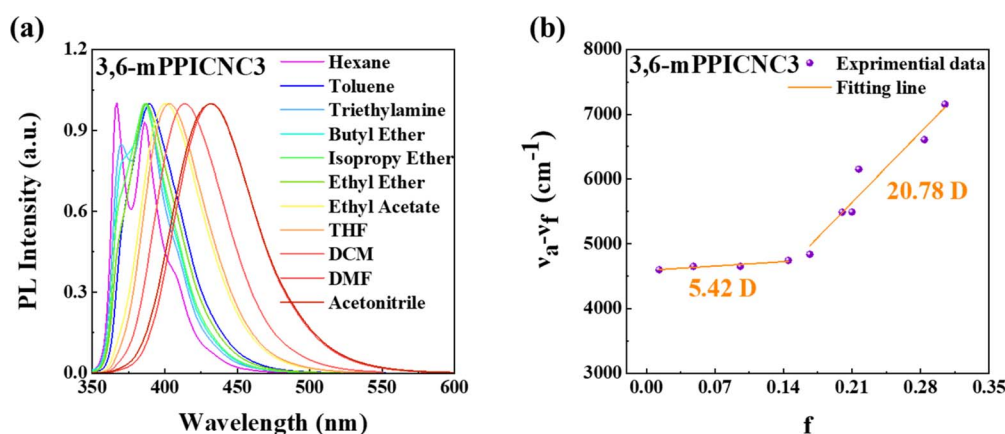 (a)
3,6-mPPICNC3
Hexane
Toluene
Triethylamine
Butyl Ether
Isopropy Ether
Ethyl Ether
Ethyl Acetate
THF
DCM
DMF
Acetonitrile
PL Intensity (a.u.)
1.2
0.9
0.6
0.3
0.0
350 400 450 500 550 600
Wavelength (nm)
(b)
3,6-mPPICNC3
Exprimential data
Fitting line
νa-νf (cm-1)
8000
7000
6000
5000
4000
3000
20.78 D
5.42 D
0.00 0.07 0.14 0.21 0.28 0.35
f